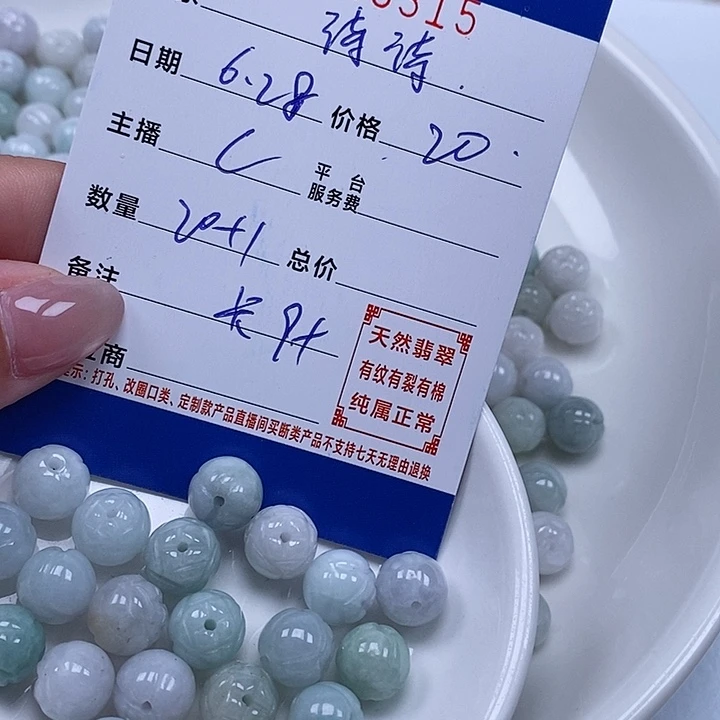 0315
诗诗.
日期 6.28 价格 20.
主播 C 平台服务费
数量 20+1 总价
备注
商
天然翡翠
有纹有裂有棉
纯属正常
示：打孔、改圈口类、定制款产品直播间买断类产品不支持七天无理由退换